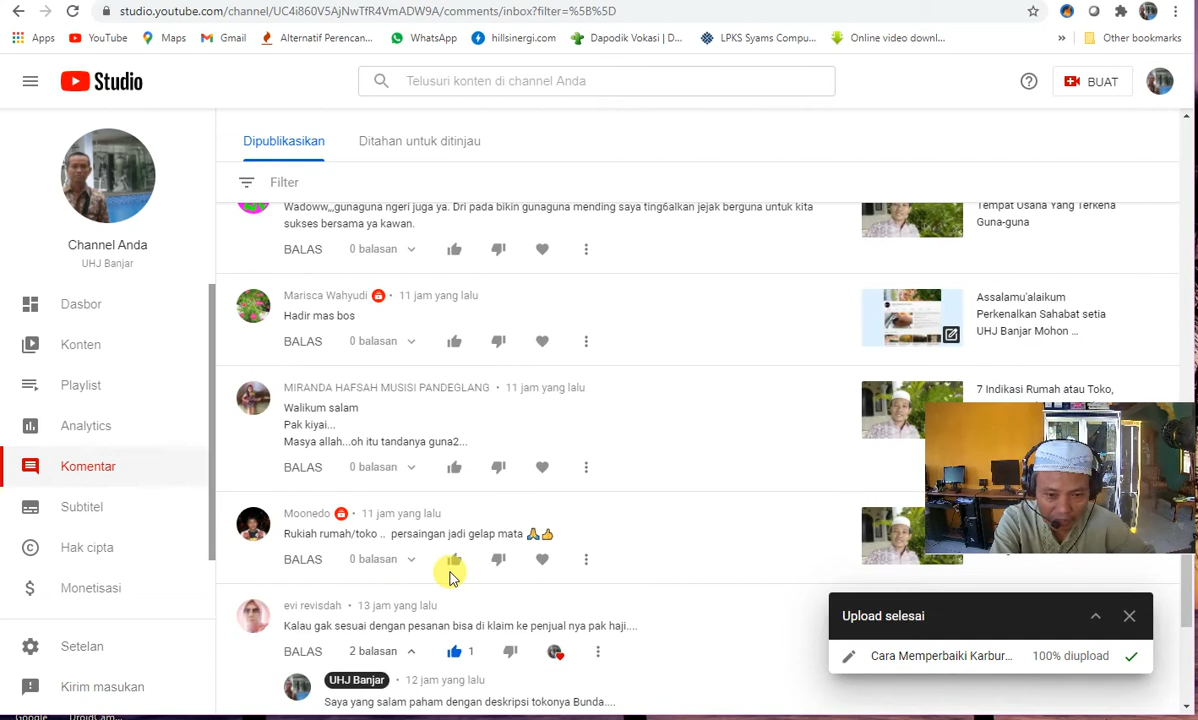 studio.youtube.com/channel/UC4i860V5AjNwTfR4VmADW9A/comments/inbox?filter=%5B%5D
Apps YouTube Maps Gmail Alternatif Perencan... WhatsApp hillsinergi.com Dapodik Vokasi | D... LPKS Syams Compu... Online video downl... » Other bookmarks
Studio
Telusuri konten di channel Anda
BUAT
Channel Anda
UHJ Banjar
Dasbor
Konten
Playlist
Analytics
Komentar
Subtitel
Hak cipta
Monetisasi
Setelan
Kirim masukan
Dipublikasikan Ditahan untuk ditinjau
Filter
Wadoww,,,gunaguna ngeri juga ya. Dri pada bikin gunaguna mending saya ting6alkan jejak berguna untuk kita
sukses bersama ya kawan.
BALAS 0 balasan
Tempat Usaha Yang Terkena
Guna-guna
Marisca Wahyudi • 11 jam yang lalu
Hadir mas bos
BALAS 0 balasan
Assalamu'alaikum
Perkenalkan Sahabat setia
UHJ Banjar Mohon ...
MIRANDA HAFSAH MUSISI PANDEGLANG • 11 jam yang lalu
Walikum salam
Pak kiyai...
Masya allah...oh itu tandanya guna2...
BALAS 0 balasan
7 Indikasi Rumah atau Toko,
Moonedo • 11 jam yang lalu
Rukiah rumah/toko .. persaingan jadi gelap mata 🙏👍
BALAS 0 balasan
evi revisdah • 13 jam yang lalu
Kalau gak sesuai dengan pesanan bisa di klaim ke penjual nya pak haji....
BALAS 2 balasan 1
UHJ Banjar • 12 jam yang lalu
Saya yang salam paham dengan deskripsi tokonya Bunda....
Upload selesai
Cara Memperbaiki Karbur... 100% diupload
Google DroidCam...